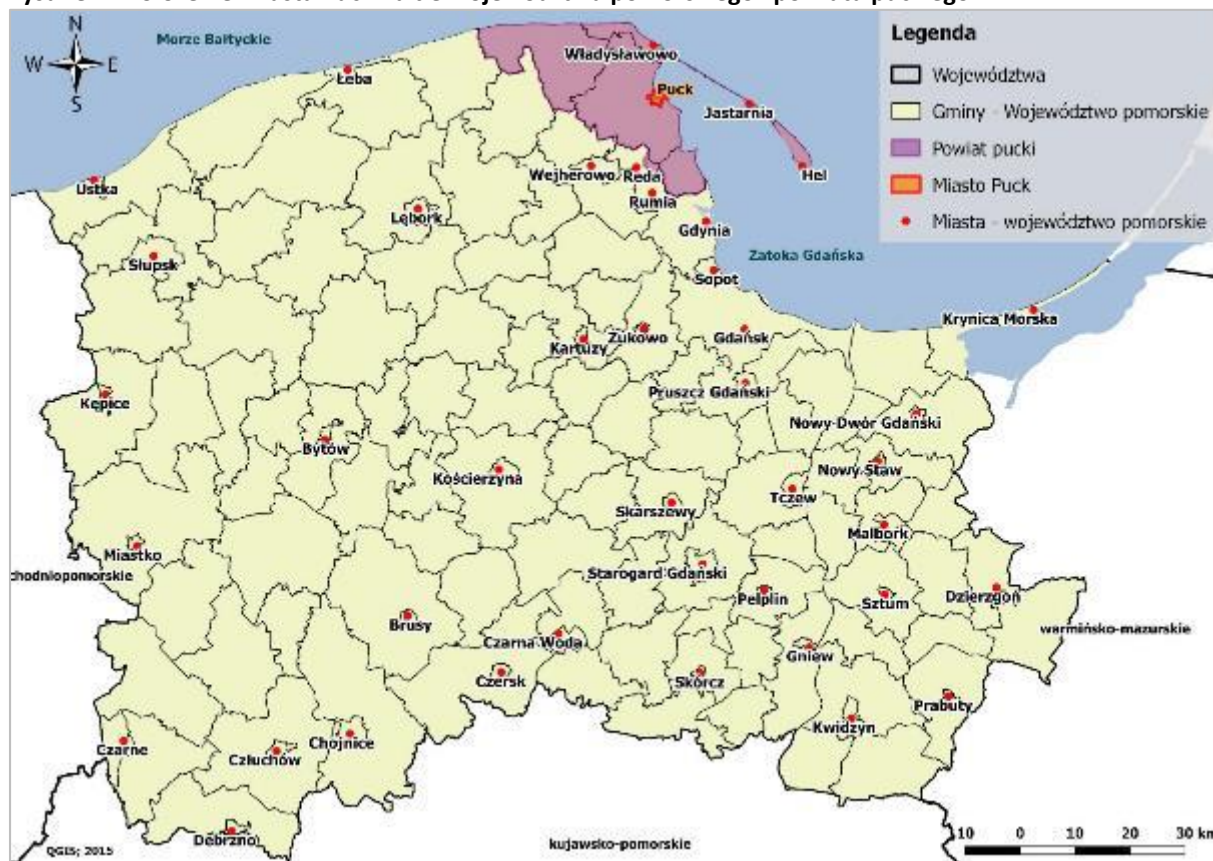 N
Morze Bałtyckie
W E
S
Legenda
Województwa
Gminy - Województwo pomorskie
Powiat pucki
Miasto Puck
Miasta - województwo pomorskie
Władysławowo
Łeba
Puck
Jastarnia
Ustka
Wejherowo
Reda
Hel
Rumia
Lębork
Gdynia
Słupsk
Zatoka Gdańska
Sopot
Krynica Morska
Kartuzy
Żukowo
Gdańsk
Pruszcz Gdański
Kępice
Nowy Dwór Gdański
Bytów
Kościerzyna
Nowy Staw
Tczew
Skarszewy
Malbork
Miastko
chodniopomorskie
Starogard Gdański
Pelplin
Sztum
Dzierzgoń
Brusy
warmińsko-mazurskie
Czarna Woda
Gniew
Czersk
Skórcz
Prabuty
Kwidzyn
Czarne
Człuchów
Chojnice
Debrzno
QGIS; 2015
kujawsko-pomorskie
10 0 10 20 30 km